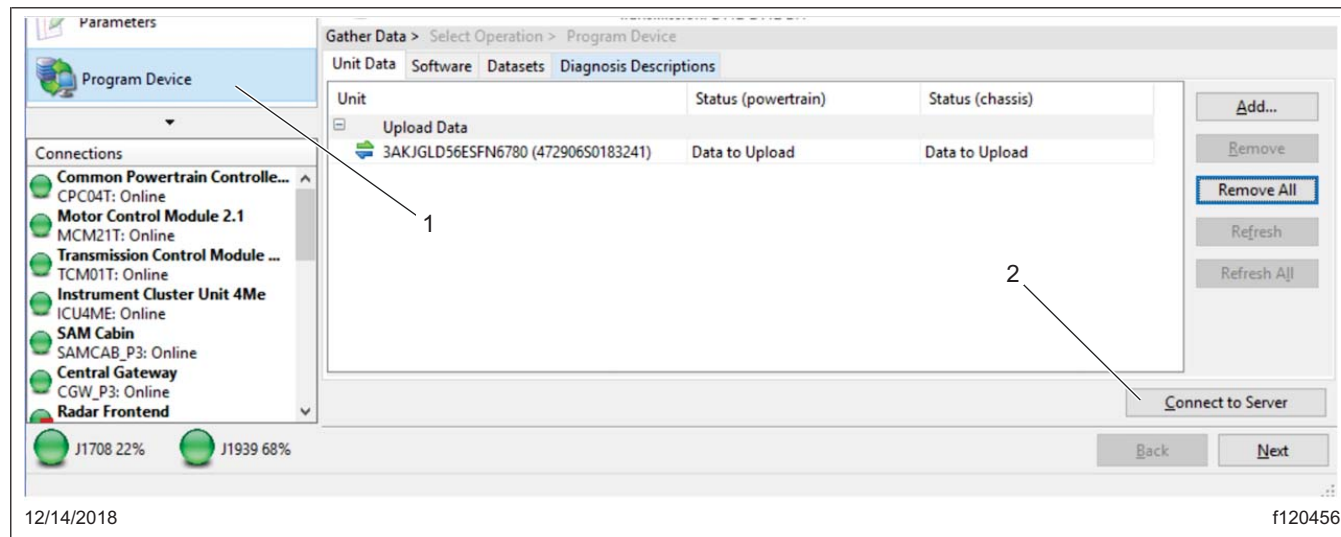 Parameters
Gather Data > Select Operation > Program Device
Program Device
Unit Data Software Datasets Diagnosis Descriptions
Unit Status (powertrain) Status (chassis)
Upload Data
3AKJGLD56ESFN6780 (472906S0183241) Data to Upload Data to Upload
Add...
Remove
Remove All
Refresh
Refresh All
1
2
Connections
Common Powertrain Controlle...
CPC04T: Online
Motor Control Module 2.1
MCM21T: Online
Transmission Control Module ...
TCM01T: Online
Instrument Cluster Unit 4Me
ICU4ME: Online
SAM Cabin
SAMCAB_P3: Online
Central Gateway
CGW_P3: Online
Radar Frontend
Connect to Server
J1708 22% J1939 68%
Back Next
12/14/2018 f120456